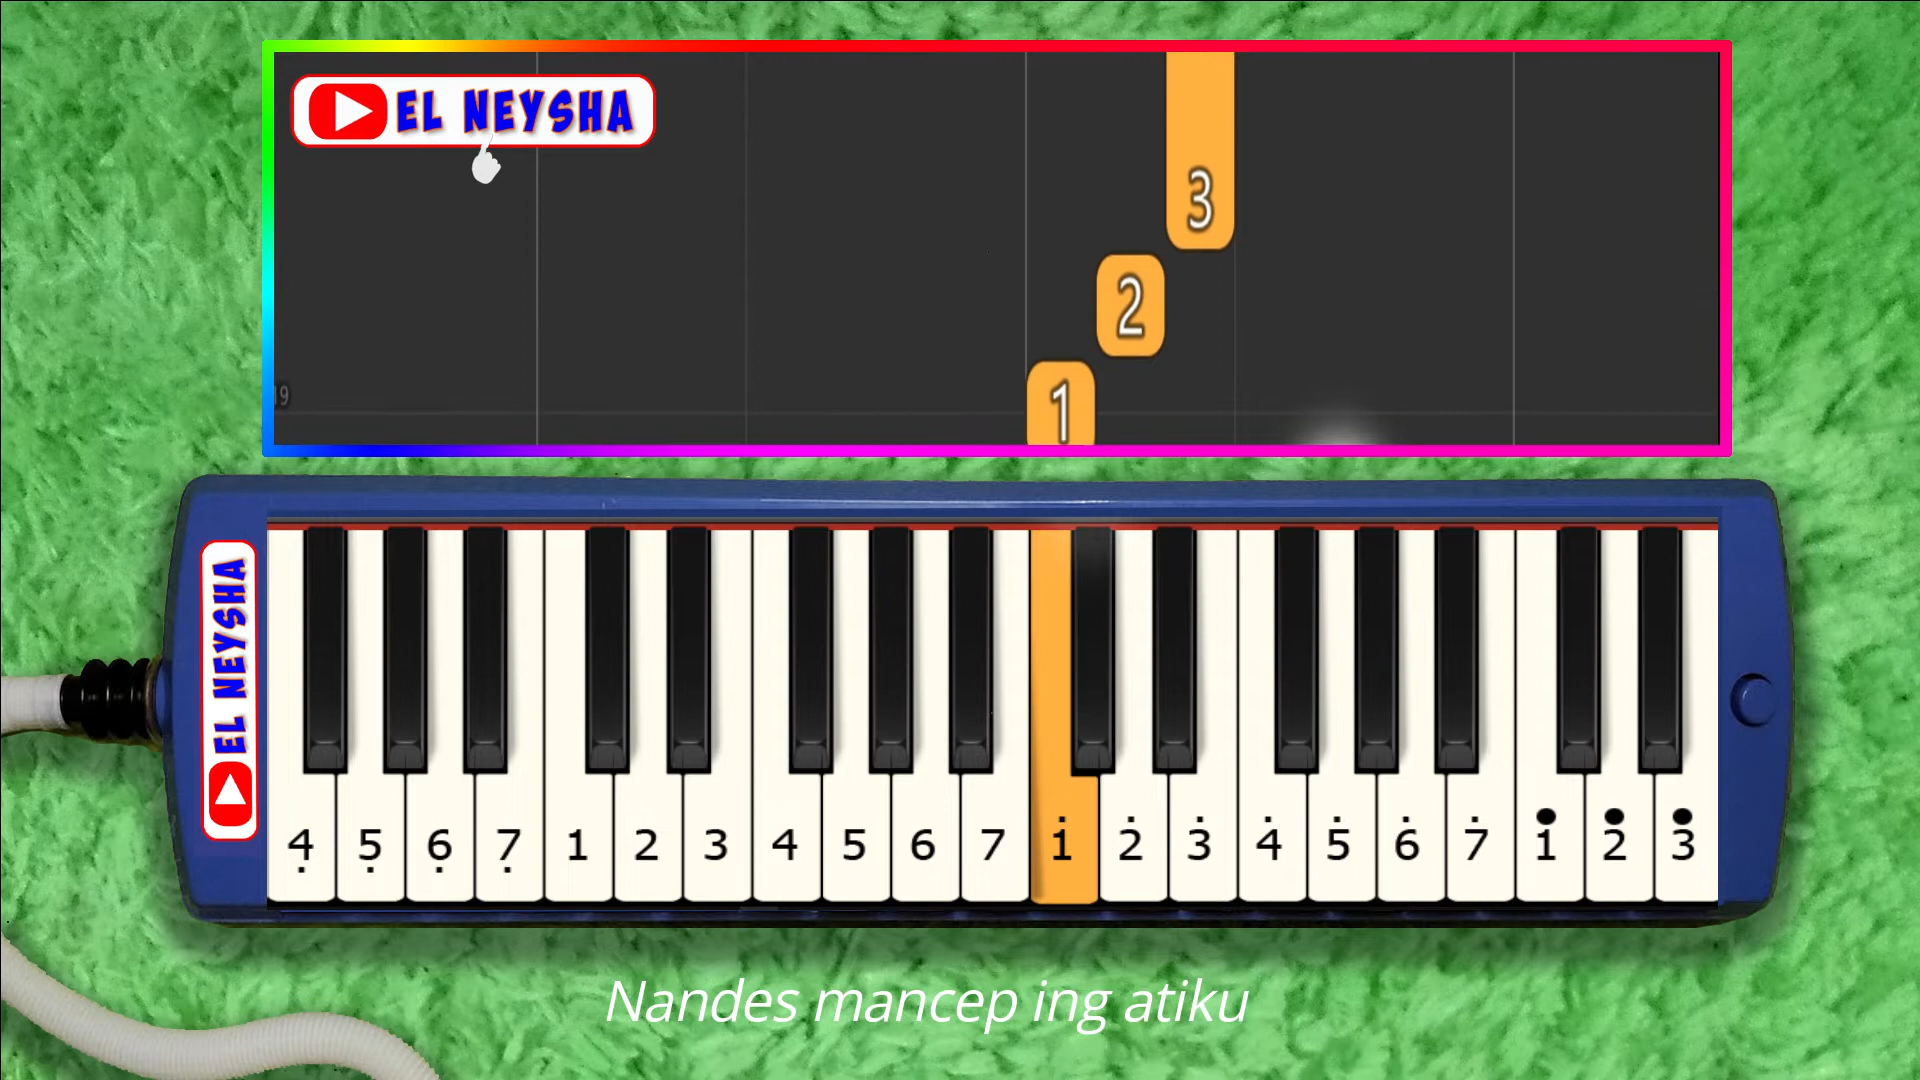 EL NEYSHA
3
2
1
19
EL NEYSHA
4̣ 5̣ 6̣ 7̣ 1 2 3 4 5 6 7 1̇ 2̇ 3̇ 4̇ 5̇ 6̇ 7̇ 1̇ 2̇ 3̇
Nandes mancep ing atiku